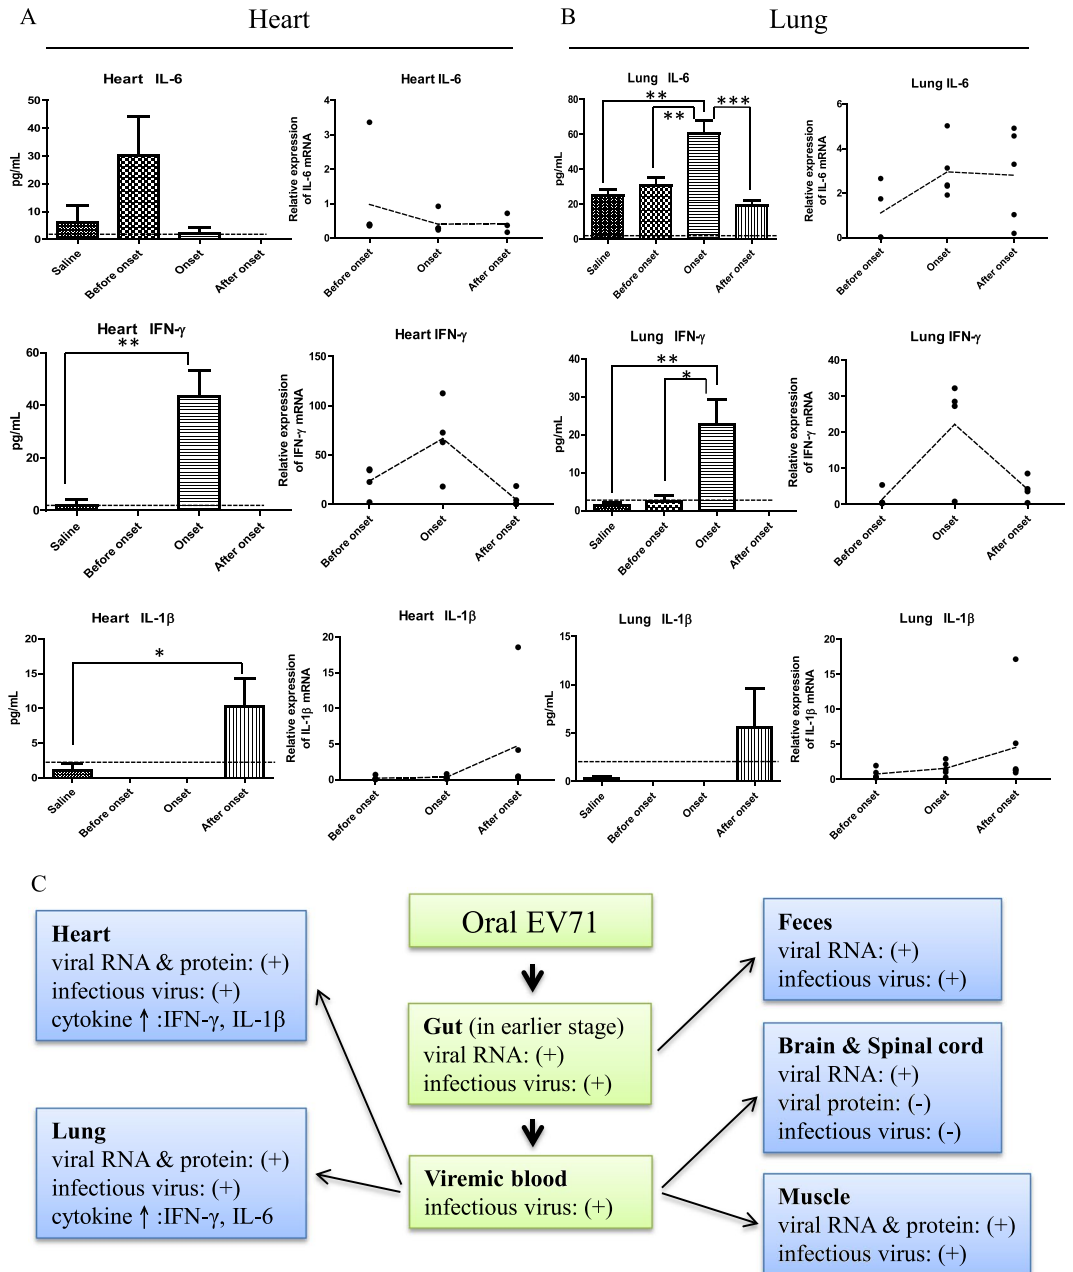 A
Heart
B
Lung
Heart IL-6
pg/mL
50
40
30
20
10
0
Saline
Before onset
Onset
After onset
Heart IL-6
Relative expression
of IL-6 mRNA
4
3
2
1
0
Before onset
Onset
After onset
Lung IL-6
pg/mL
80
60
40
20
0
**
**
***
Saline
Before onset
Onset
After onset
Lung IL-6
Relative expression
of IL-6 mRNA
6
4
2
0
Before onset
Onset
After onset
Heart IFN-γ
pg/mL
60
40
20
0
**
Saline
Before onset
Onset
After onset
Heart IFN-γ
Relative expression
of IFN-γ mRNA
150
100
50
0
Before onset
Onset
After onset
Lung IFN-γ
pg/mL
40
30
20
10
0
**
*
Saline
Before onset
Onset
After onset
Lung IFN-γ
Relative expression
of IFN-γ mRNA
40
30
20
10
0
Before onset
Onset
After onset
Heart IL-1β
pg/mL
20
15
10
5
0
*
Saline
Before onset
Onset
After onset
Heart IL-1β
Relative expression
of IL-1β mRNA
20
15
10
5
0
Before onset
Onset
After onset
Lung IL-1β
pg/mL
15
10
5
0
Saline
Before onset
Onset
After onset
Lung IL-1β
Relative expression
of IL-1β mRNA
20
15
10
5
0
Before onset
Onset
After onset
C
Heart
viral RNA & protein: (+)
infectious virus: (+)
cytokine ↑ :IFN-γ, IL-1β
Lung
viral RNA & protein: (+)
infectious virus: (+)
cytokine ↑ :IFN-γ, IL-6
Oral EV71
Gut (in earlier stage)
viral RNA: (+)
infectious virus: (+)
Viremic blood
infectious virus: (+)
Feces
viral RNA: (+)
infectious virus: (+)
Brain & Spinal cord
viral RNA: (+)
viral protein: (-)
infectious virus: (-)
Muscle
viral RNA & protein: (+)
infectious virus: (+)